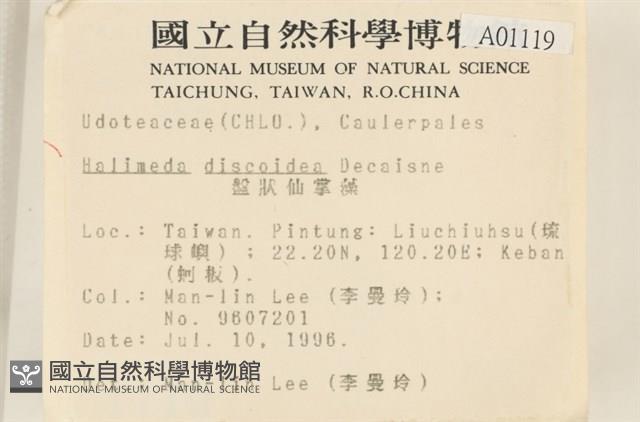 國立自然科學博物
A01119
NATIONAL MUSEUM OF NATURAL SCIENCE
TAICHUNG, TAIWAN, R.O.CHINA
Udoteaceae(CHLO.), Caulerpales
Halimeda discoidea Decaisne
盤狀仙掌藻
Loc.: Taiwan. Pintung: Liuchiuhsu(琉
球嶼) ; 22.20N, 120.20E; Keban
(蚵板).
Col.: Man-lin Lee (李曼玲);
No. 9607201
Date: Jul. 10, 1996.
Man-lin Lee (李曼玲)
國立自然科學博物館
NATIONAL MUSEUM OF NATURAL SCIENCE